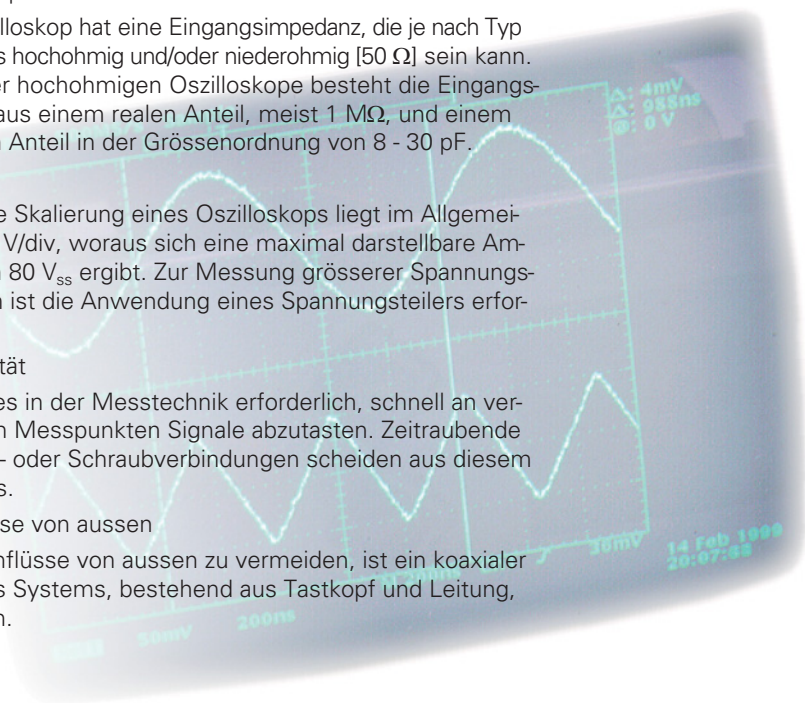 lloskop hat eine Eingangsimpedanz, die je nach Typ
s hochohmig und/oder niederohmig [50 Ω] sein kann.
er hochohmigen Oszilloskope besteht die Eingangs-
aus einem realen Anteil, meist 1 MΩ, und einem
n Anteil in der Grössenordnung von 8 - 30 pF.
e Skalierung eines Oszilloskops liegt im Allgemei-
V/div, woraus sich eine maximal darstellbare Am-
n 80 Vss ergibt. Zur Messung grösserer Spannungs-
n ist die Anwendung eines Spannungsteilers erfor-
tät
es in der Messtechnik erforderlich, schnell an ver-
n Messpunkten Signale abzutasten. Zeitraubende
- oder Schraubverbindungen scheiden aus diesem
s.
sse von aussen
nflüsse von aussen zu vermeiden, ist ein koaxialer
s Systems, bestehend aus Tastkopf und Leitung,
n.
Δ: 4mV
Δ: 988ns
@: 0 V
200ns
36mV
14 Feb 1999
50mV
200ns